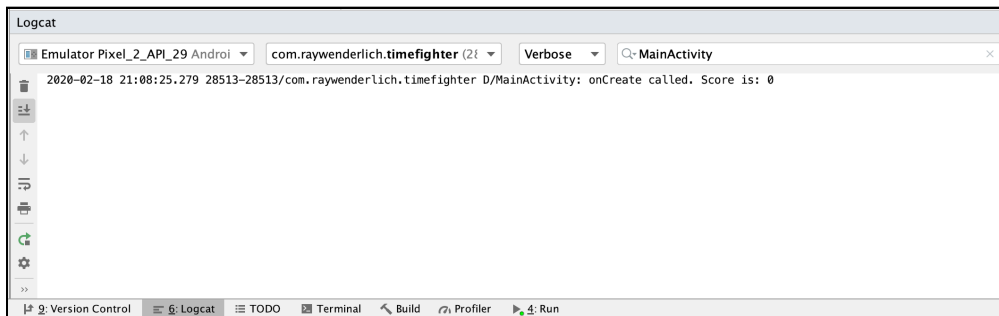 Logcat
Emulator Pixel_2_API_29 Androi com.raywenderlich.timefighter (28 Verbose MainActivity
2020-02-18 21:08:25.279 28513-28513/com.raywenderlich.timefighter D/MainActivity: onCreate called. Score is: 0
9: Version Control 6: Logcat TODO Terminal Build Profiler 4: Run